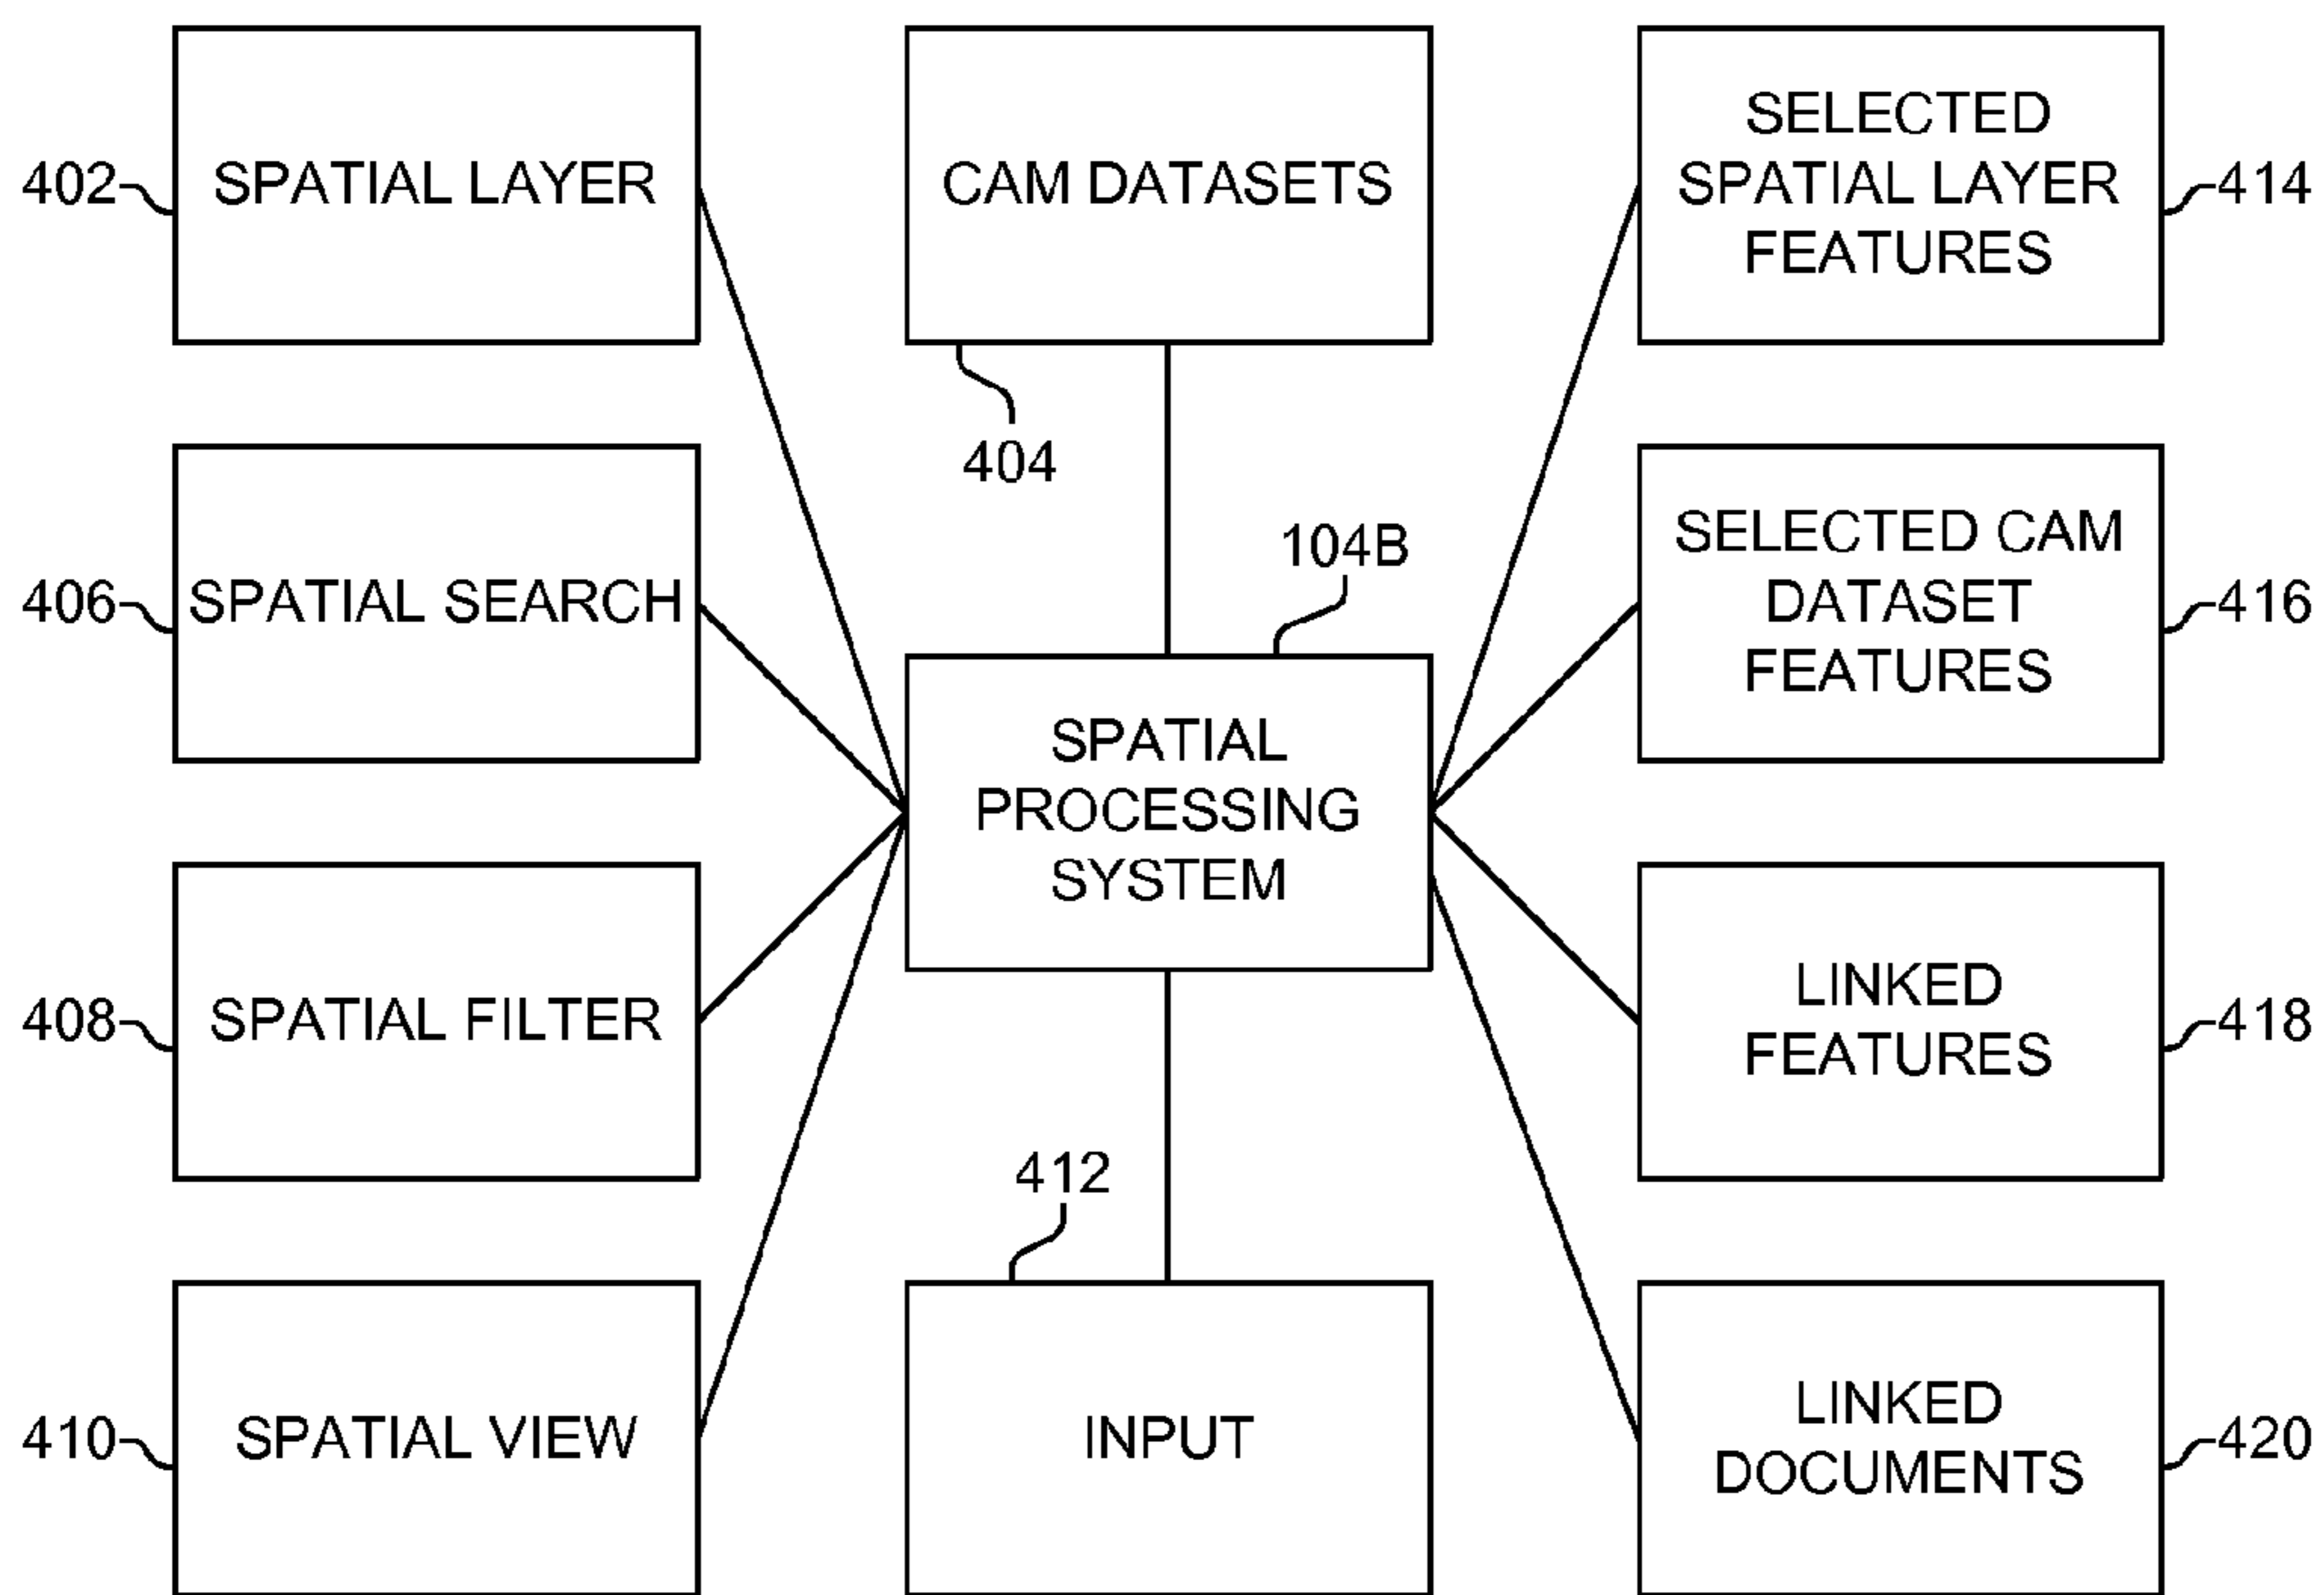 402
SPATIAL LAYER
CAM DATASETS
404
SELECTED
SPATIAL LAYER
FEATURES
414
406
SPATIAL SEARCH
104B
SELECTED CAM
DATASET
FEATURES
416
SPATIAL
PROCESSING
SYSTEM
408
SPATIAL FILTER
LINKED
FEATURES
418
410
SPATIAL VIEW
412
INPUT
LINKED
DOCUMENTS
420